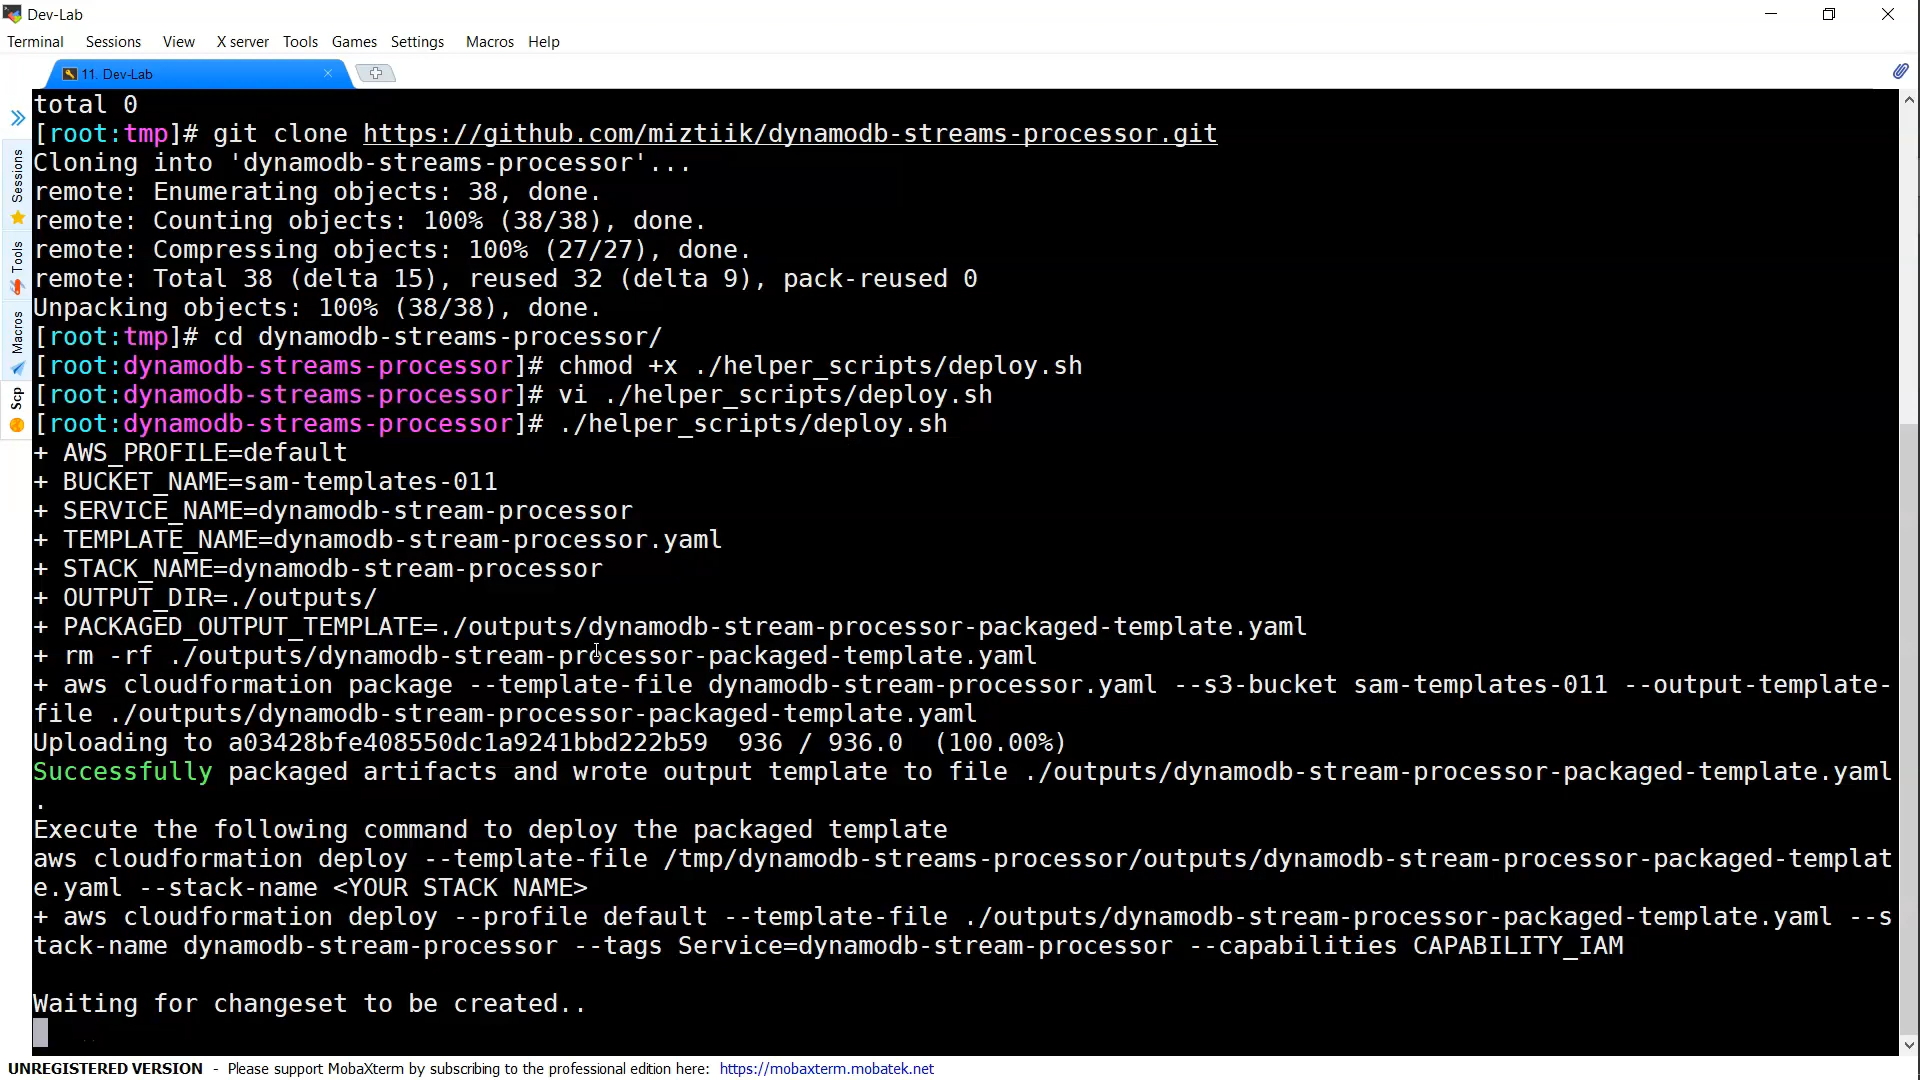 Dev-Lab
Terminal Sessions View X server Tools Games Settings Macros Help
11. Dev-Lab
Sessions
Tools
Macros
Scp
total 0
[root:tmp]# git clone https://github.com/miztiik/dynamodb-streams-processor.git
Cloning into 'dynamodb-streams-processor'...
remote: Enumerating objects: 38, done.
remote: Counting objects: 100% (38/38), done.
remote: Compressing objects: 100% (27/27), done.
remote: Total 38 (delta 15), reused 32 (delta 9), pack-reused 0
Unpacking objects: 100% (38/38), done.
[root:tmp]# cd dynamodb-streams-processor/
[root:dynamodb-streams-processor]# chmod +x ./helper_scripts/deploy.sh
[root:dynamodb-streams-processor]# vi ./helper_scripts/deploy.sh
[root:dynamodb-streams-processor]# ./helper_scripts/deploy.sh
+ AWS_PROFILE=default
+ BUCKET_NAME=sam-templates-011
+ SERVICE_NAME=dynamodb-stream-processor
+ TEMPLATE_NAME=dynamodb-stream-processor.yaml
+ STACK_NAME=dynamodb-stream-processor
+ OUTPUT_DIR=./outputs/
+ PACKAGED_OUTPUT_TEMPLATE=./outputs/dynamodb-stream-processor-packaged-template.yaml
+ rm -rf ./outputs/dynamodb-stream-processor-packaged-template.yaml
+ aws cloudformation package --template-file dynamodb-stream-processor.yaml --s3-bucket sam-templates-011 --output-template-
file ./outputs/dynamodb-stream-processor-packaged-template.yaml
Uploading to a03428bfe408550dc1a9241bbd222b59  936 / 936.0  (100.00%)
Successfully packaged artifacts and wrote output template to file ./outputs/dynamodb-stream-processor-packaged-template.yaml
.
Execute the following command to deploy the packaged template
aws cloudformation deploy --template-file /tmp/dynamodb-streams-processor/outputs/dynamodb-stream-processor-packaged-templat
e.yaml --stack-name <YOUR STACK NAME>
+ aws cloudformation deploy --profile default --template-file ./outputs/dynamodb-stream-processor-packaged-template.yaml --s
tack-name dynamodb-stream-processor --tags Service=dynamodb-stream-processor --capabilities CAPABILITY_IAM
Waiting for changeset to be created..
UNREGISTERED VERSION - Please support MobaXterm by subscribing to the professional edition here: https://mobaxterm.mobatek.net